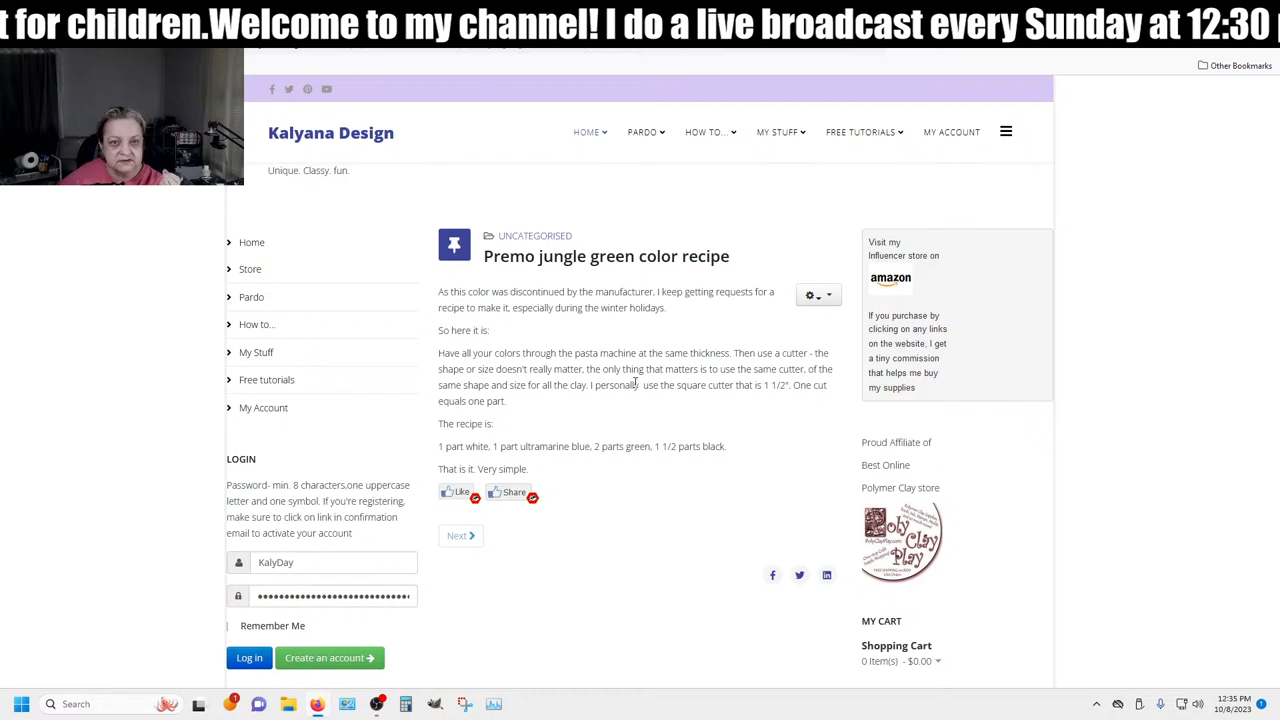 t for children.Welcome to my channel! I do a live broadcast every Sunday at 12:30
Other Bookmarks
Kalyana Design
HOME
PARDO
HOW TO...
MY STUFF
FREE TUTORIALS
MY ACCOUNT
Unique. Classy. fun.
Home
Store
Pardo
How to...
My Stuff
Free tutorials
My Account
LOGIN
Password- min. 8 characters,one uppercase
letter and one symbol. If you're registering,
make sure to click on link in confirmation
email to activate your account
KalyDay
Remember Me
Log in
Create an account
UNCATEGORISED
Premo jungle green color recipe
As this color was discontinued by the manufacturer, I keep getting requests for a
recipe to make it, especially during the winter holidays.
So here it is:
Have all your colors through the pasta machine at the same thickness. Then use a cutter - the
shape or size doesn't really matter, the only thing that matters is to use the same cutter, of the
same shape and size for all the clay. I personally use the square cutter that is 1 1/2". One cut
equals one part.
The recipe is:
1 part white, 1 part ultramarine blue, 2 parts green, 1 1/2 parts black.
That is it. Very simple.
Like
Share
Next
Visit my
Influencer store on
amazon
If you purchase by
clicking on any links
on the website, I get
a tiny commission
that helps me buy
my supplies
Proud Affiliate of
Best Online
Polymer Clay store
Poly
Clay
Play
PolyClayPlay.com
MY CART
Shopping Cart
0 Item(s) - $0.00
Search
1
12:35 PM
10/8/2023
1